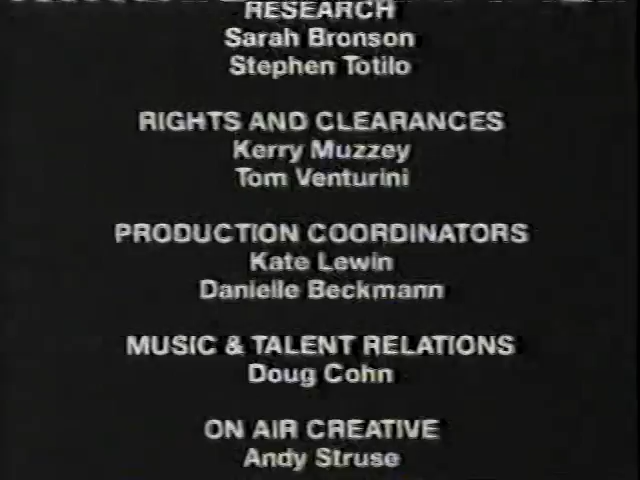 RESEARCH
Sarah Bronson
Stephen Totilo
RIGHTS AND CLEARANCES
Kerry Muzzey
Tom Venturini
PRODUCTION COORDINATORS
Kate Lewin
Danielle Beckmann
MUSIC & TALENT RELATIONS
Doug Cohn
ON AIR CREATIVE
Andy Struse